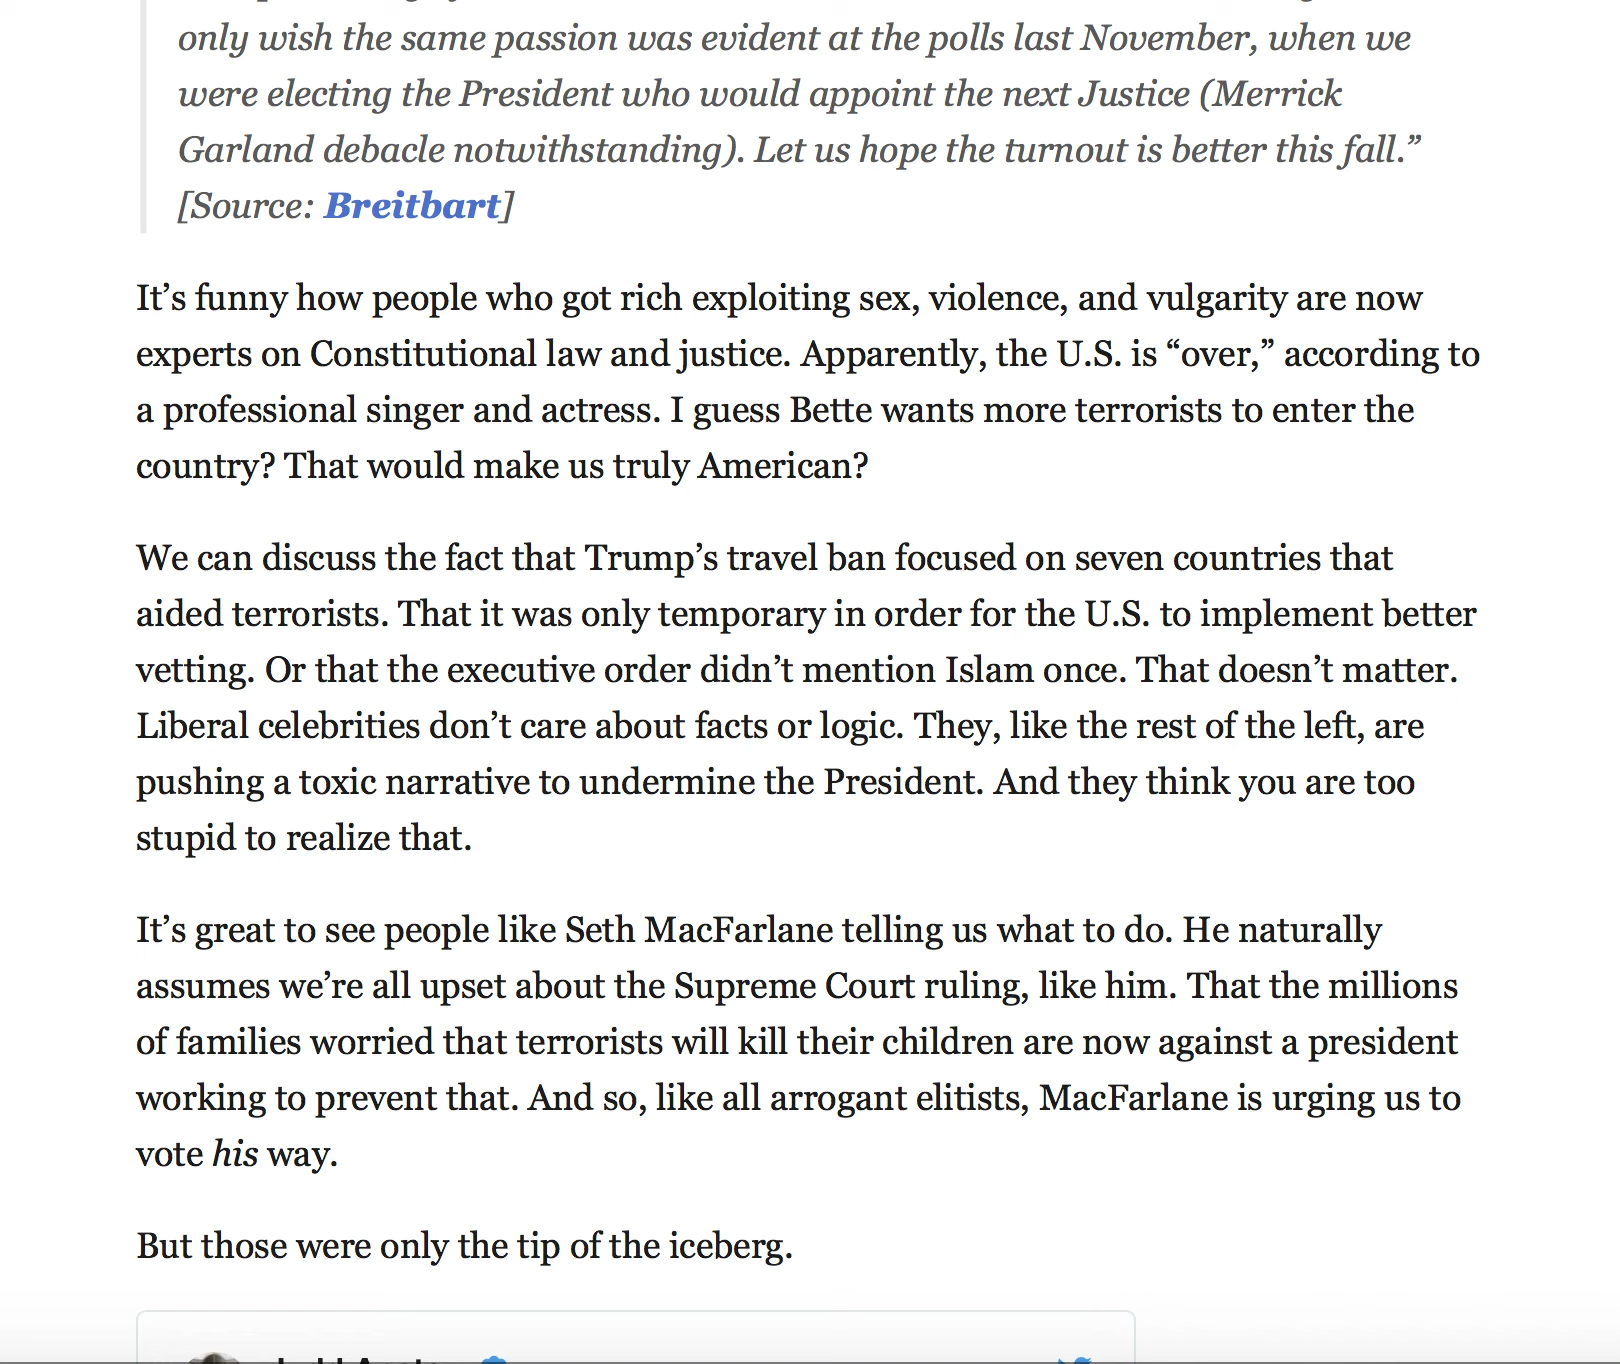 only wish the same passion was evident at the polls last November, when we
were electing the President who would appoint the next Justice (Merrick
Garland debacle notwithstanding). Let us hope the turnout is better this fall.”
[Source: Breitbart]
It’s funny how people who got rich exploiting sex, violence, and vulgarity are now
experts on Constitutional law and justice. Apparently, the U.S. is “over,” according to
a professional singer and actress. I guess Bette wants more terrorists to enter the
country? That would make us truly American?
We can discuss the fact that Trump’s travel ban focused on seven countries that
aided terrorists. That it was only temporary in order for the U.S. to implement better
vetting. Or that the executive order didn’t mention Islam once. That doesn’t matter.
Liberal celebrities don’t care about facts or logic. They, like the rest of the left, are
pushing a toxic narrative to undermine the President. And they think you are too
stupid to realize that.
It’s great to see people like Seth MacFarlane telling us what to do. He naturally
assumes we’re all upset about the Supreme Court ruling, like him. That the millions
of families worried that terrorists will kill their children are now against a president
working to prevent that. And so, like all arrogant elitists, MacFarlane is urging us to
vote his way.
But those were only the tip of the iceberg.